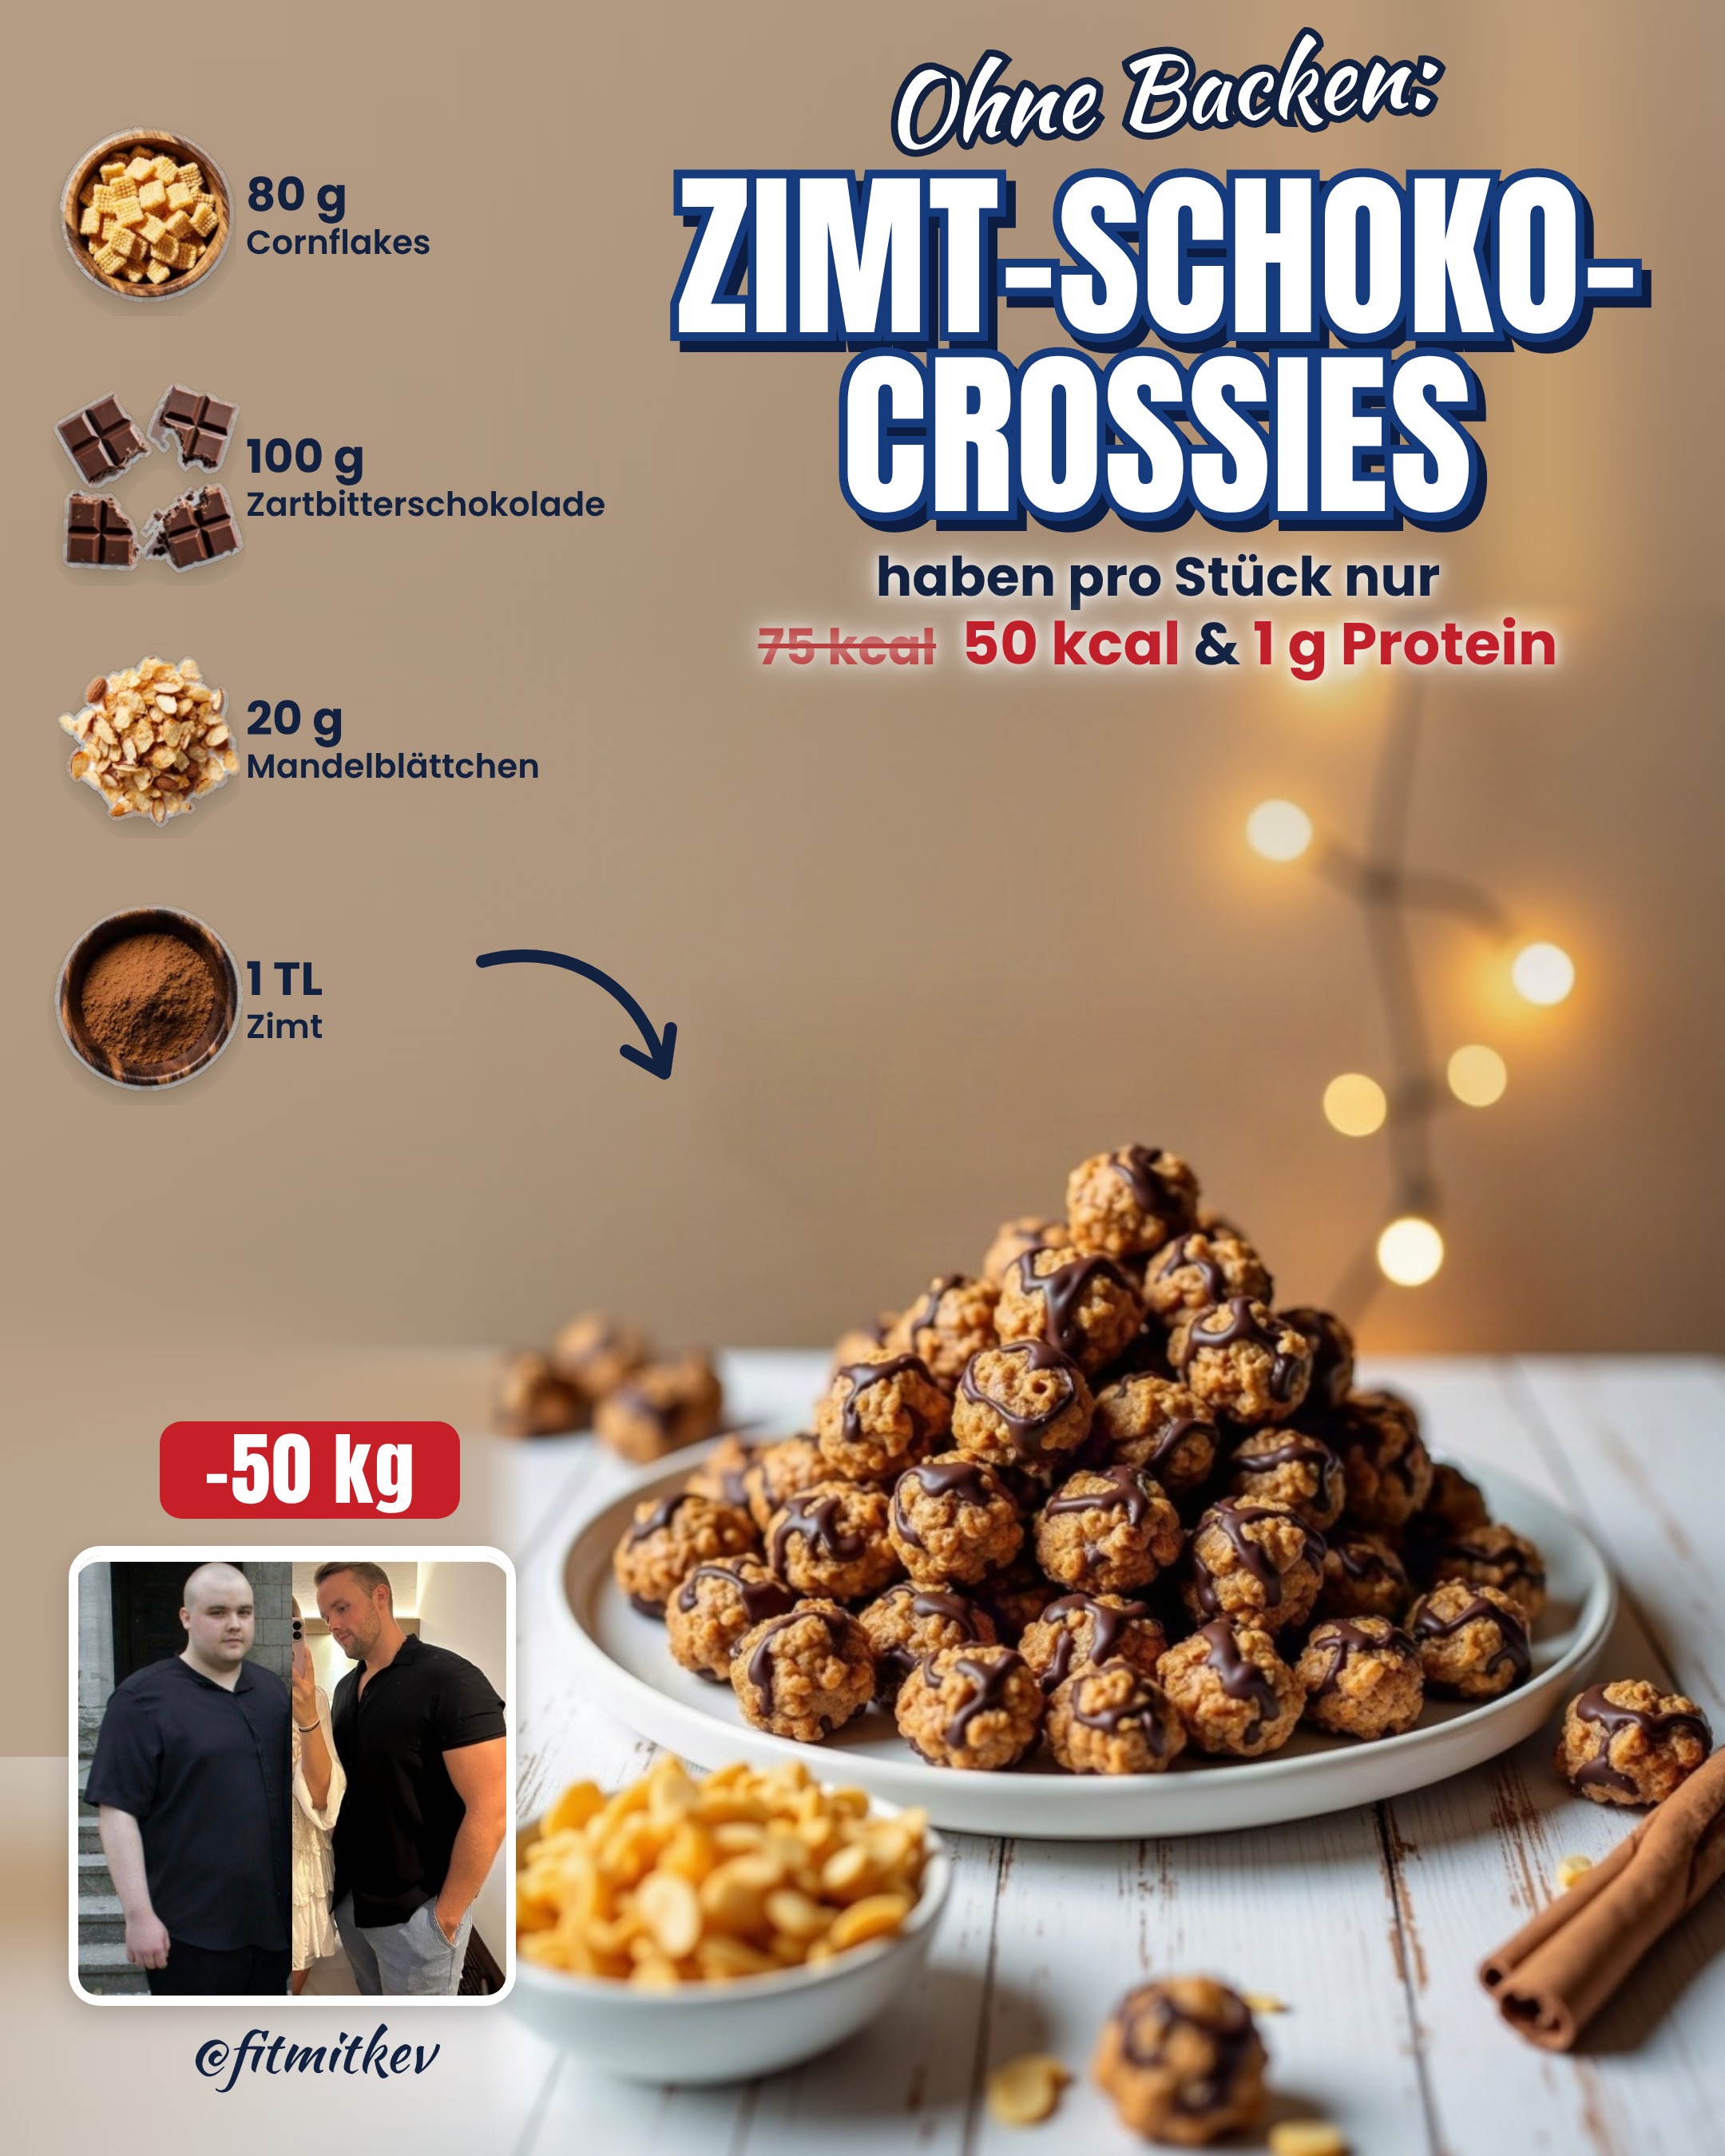 Ohne Backen:
ZIMT-SCHOKO-
CROSSIES
haben pro Stück nur
75 kcal 50 kcal & 1 g Protein
80 g
Cornflakes
100 g
Zartbitterschokolade
20 g
Mandelblättchen
1 TL
Zimt
-50 kg
@fitmitkev